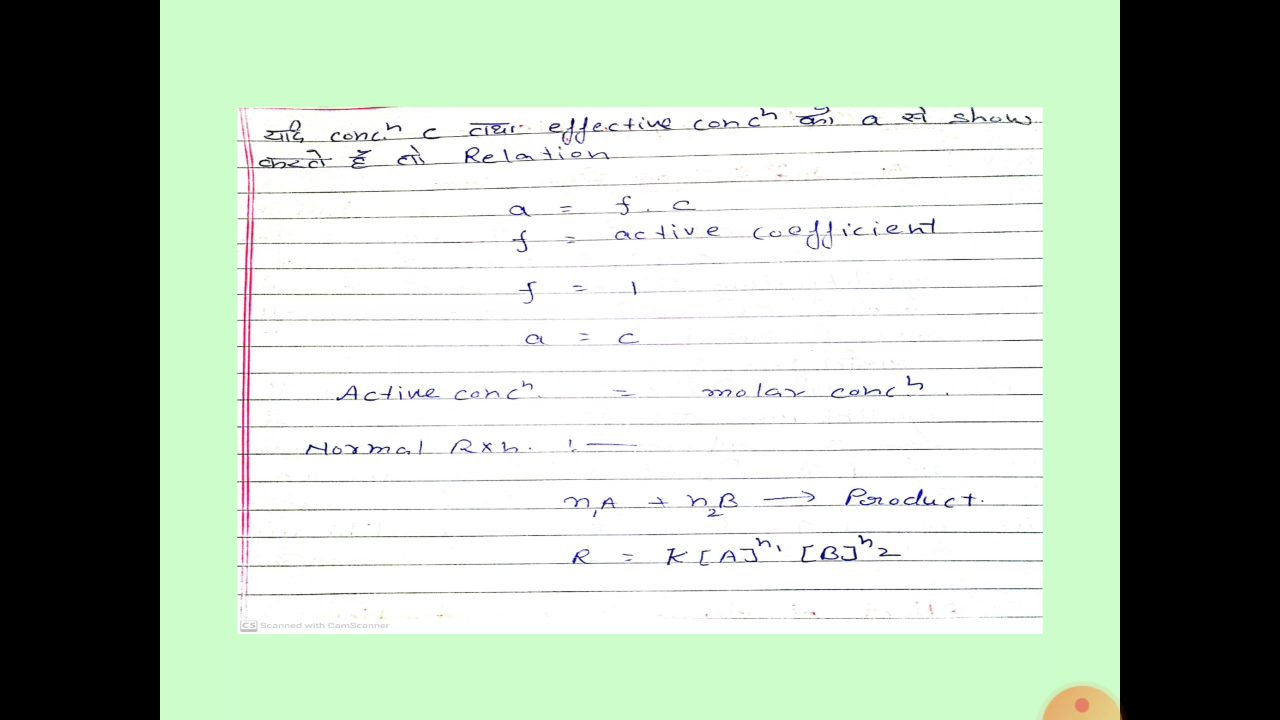 यदि concⁿ c तथा effective concⁿ को a से show
करते हैं तो Relation
a = f. c
f = active coefficient
f = 1
a = c
Active concⁿ. = molar concⁿ.
Normal Rxn. :—
n₁A + n₂B → Product.
R = K[A]ⁿ¹ [B]ⁿ²
CS Scanned with CamScanner